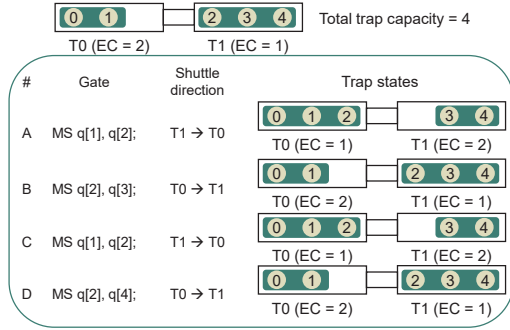 0 1 2 3 4 Total trap capacity = 4
T0 (EC = 2) T1 (EC = 1)
# Gate Shuttle direction Trap states
0 1 2 3 4
A MS q[1], q[2]; T1 → T0
T0 (EC = 1) T1 (EC = 2)
0 1 2 3 4
B MS q[2], q[3]; T0 → T1
T0 (EC = 2) T1 (EC = 1)
0 1 2 3 4
C MS q[1], q[2]; T1 → T0
T0 (EC = 1) T1 (EC = 2)
0 1 2 3 4
D MS q[2], q[4]; T0 → T1
T0 (EC = 2) T1 (EC = 1)